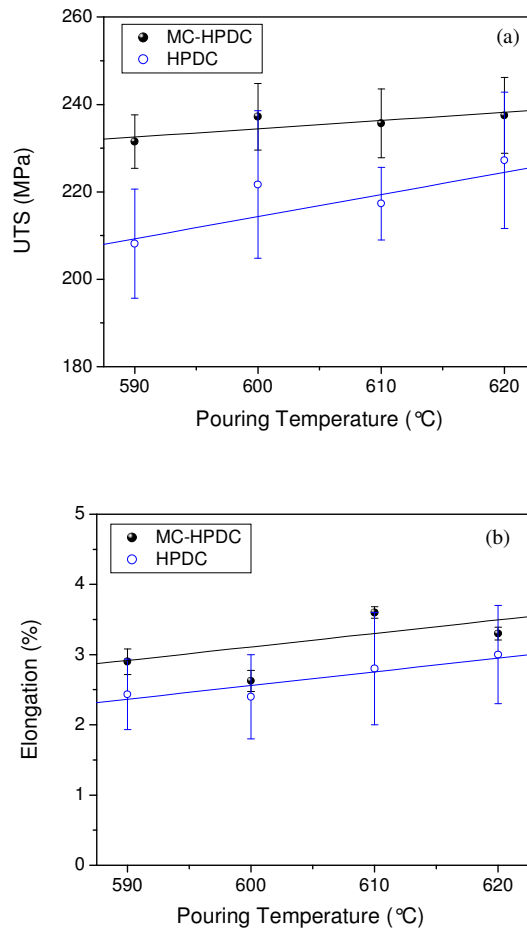 260
(a)
MC-HPDC
HPDC
240
220
200
180
UTS (MPa)
590
600
610
620
Pouring Temperature (°C)
5
(b)
MC-HPDC
HPDC
4
3
2
1
0
Elongation (%)
590
600
610
620
Pouring Temperature (°C)